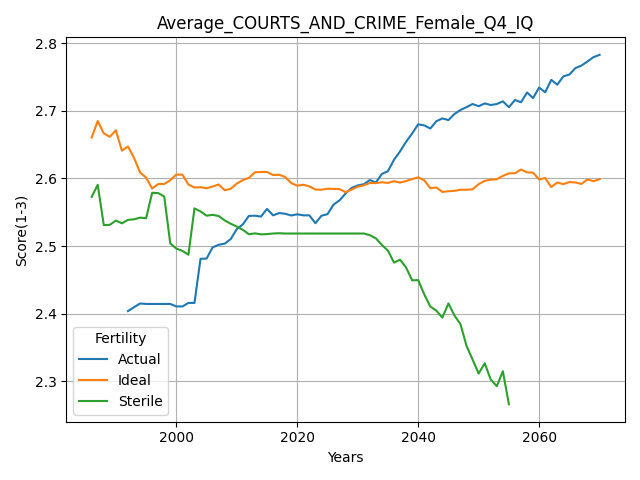 Average_COURTS_AND_CRIME_Female_Q4_IQ
Score(1-3)
2.8
2.7
2.6
2.5
2.4
2.3
Fertility
Actual
Ideal
Sterile
2000 2020 2040 2060
Years